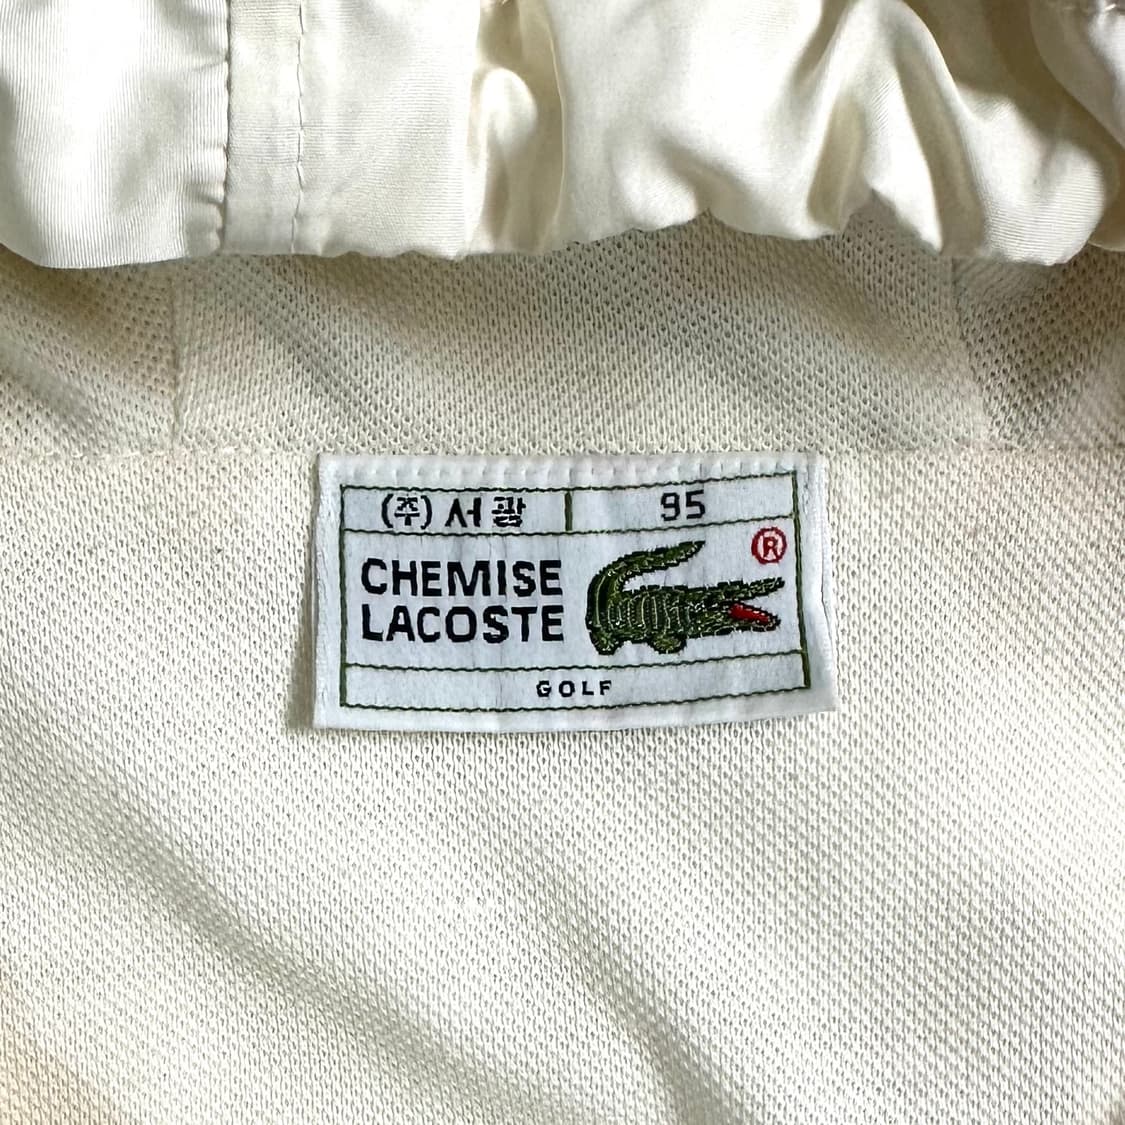 (주) 서광 95
®
CHEMISE
LACOSTE
GOLF